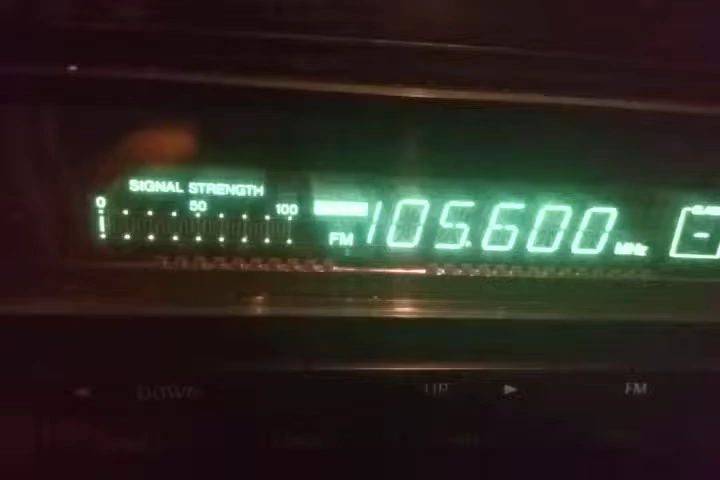 SIGNAL STRENGTH
0 50 100
FM 105.600 MHz
DOWN UP FM